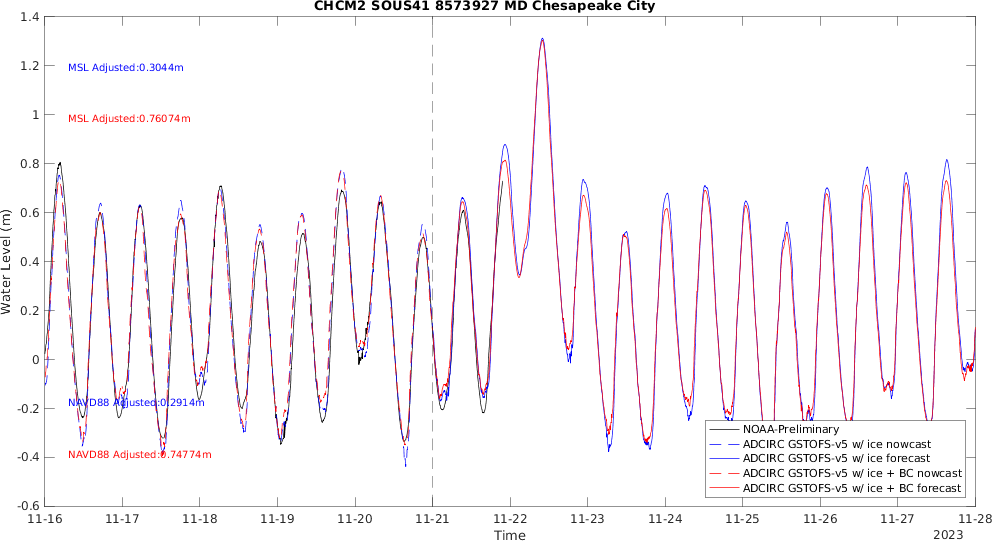 CHCM2 SOUS41 8573927 MD Chesapeake City
1.4
1.2
1
0.8
0.6
0.4
0.2
0
-0.2
-0.4
-0.6
Water Level (m)
MSL Adjusted:0.3044m
MSL Adjusted:0.76074m
NAVD88 Adjusted:0.2914m
NAVD88 Adjusted:0.74774m
NOAA-Preliminary
ADCIRC GSTOFS-v5 w/ ice nowcast
ADCIRC GSTOFS-v5 w/ ice forecast
ADCIRC GSTOFS-v5 w/ ice + BC nowcast
ADCIRC GSTOFS-v5 w/ ice + BC forecast
11-16 11-17 11-18 11-19 11-20 11-21 11-22 11-23 11-24 11-25 11-26 11-27 11-28
Time
2023